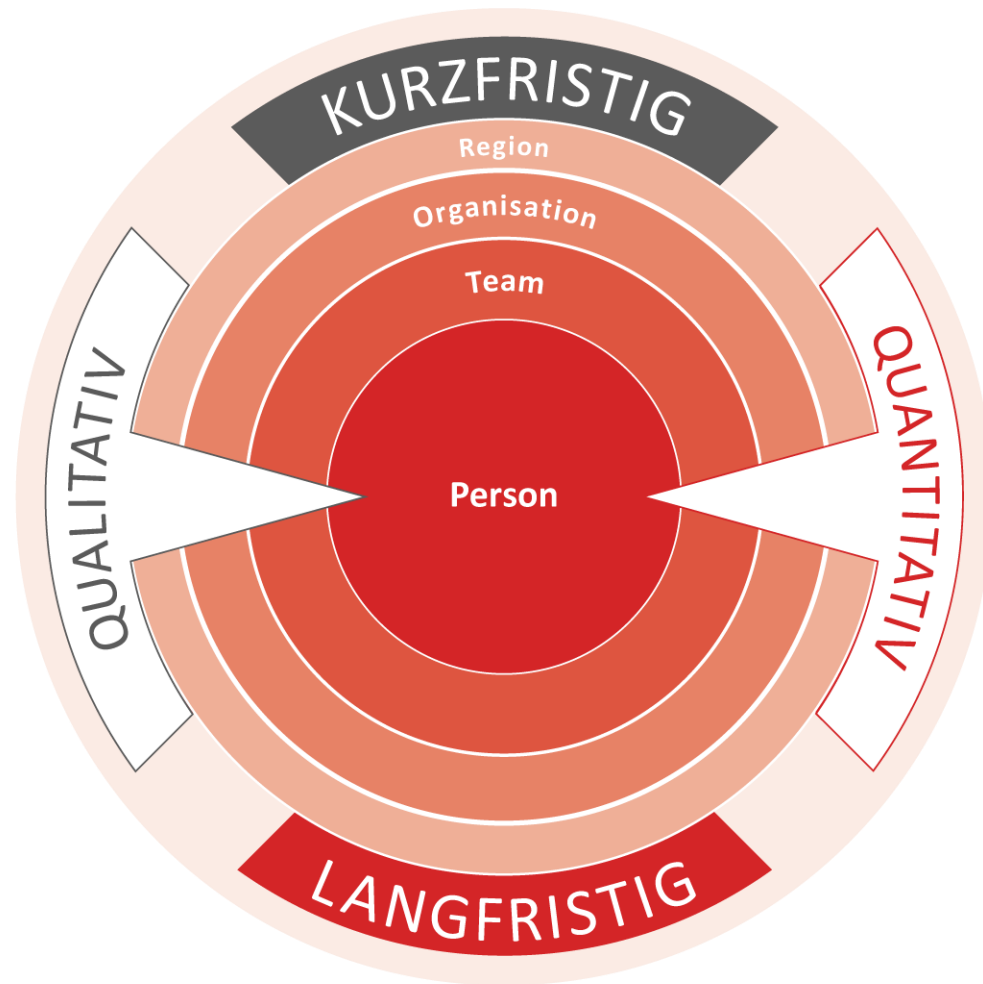 KURZFRISTIG
Region
Organisation
Team
Person
QUALITATIV
QUANTITATIV
LANGFRISTIG